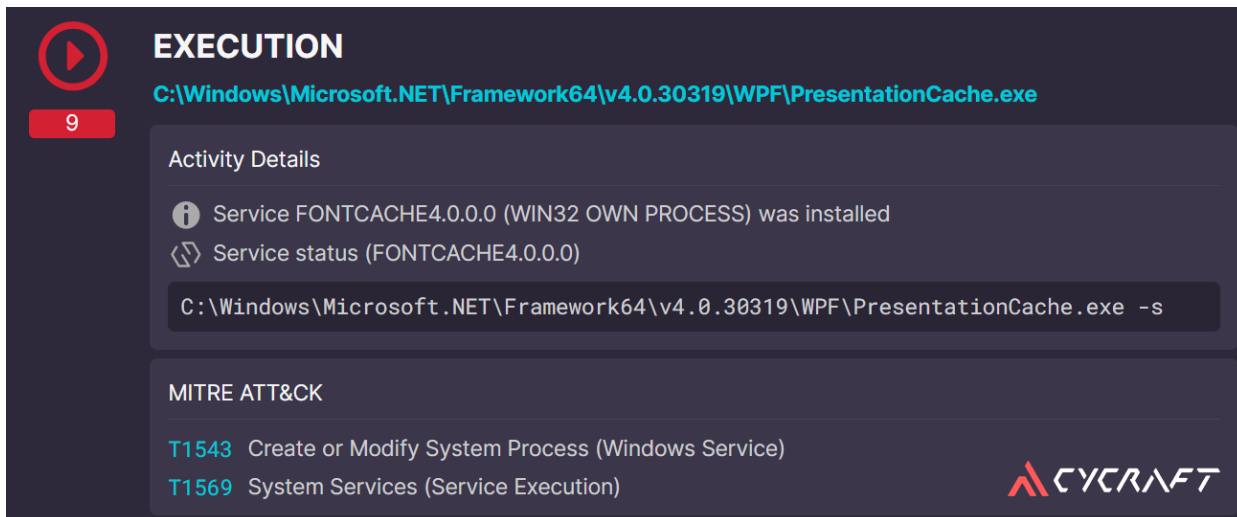 EXECUTION
C:\Windows\Microsoft.NET\Framework64\v4.0.30319\WPF\PresentationCache.exe
9
Activity Details
Service FONTCACHE4.0.0.0 (WIN32 OWN PROCESS) was installed
Service status (FONTCACHE4.0.0.0)
C:\Windows\Microsoft.NET\Framework64\v4.0.30319\WPF\PresentationCache.exe -s
MITRE ATT&CK
T1543 Create or Modify System Process (Windows Service)
T1569 System Services (Service Execution)
CYCRAFT